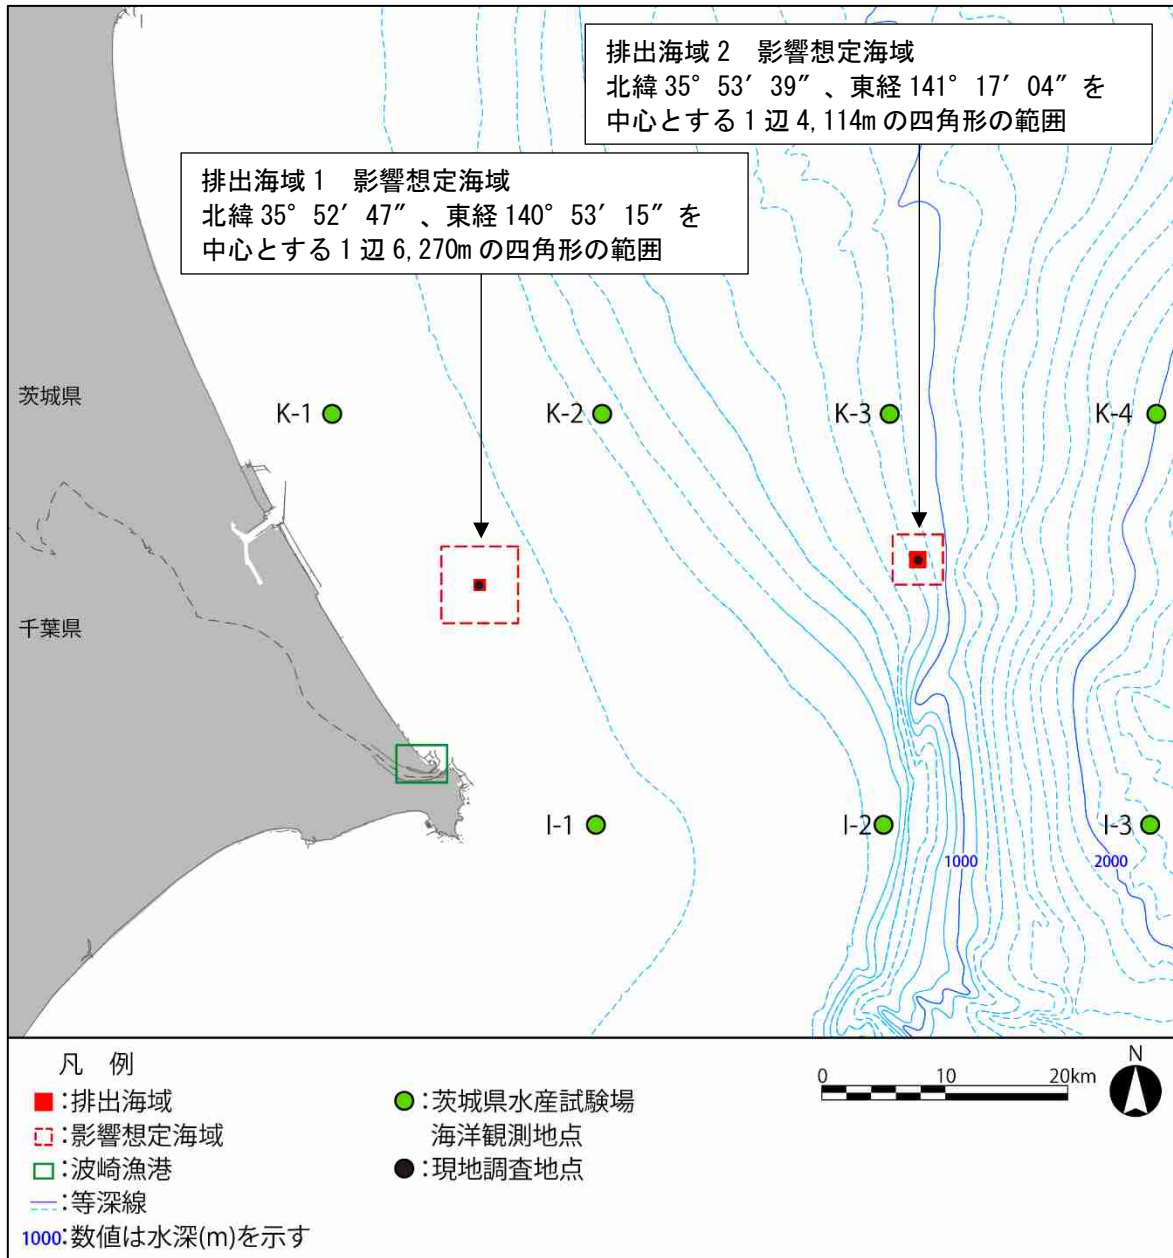 排出海域 2 影響想定海域
北緯 35° 53′ 39″ 、東経 141° 17′ 04″ を
中心とする 1 辺 4,114m の四角形の範囲
排出海域 1 影響想定海域
北緯 35° 52′ 47″ 、東経 140° 53′ 15″ を
中心とする 1 辺 6,270m の四角形の範囲
茨城県
K-1
K-2
K-3
K-4
千葉県
I-1
I-2
I-3
1000
2000
凡 例
:排出海域
:影響想定海域
:波崎漁港
:等深線
1000:数値は水深(m)を示す
:茨城県水産試験場
海洋観測地点
:現地調査地点
0 10 20km
N